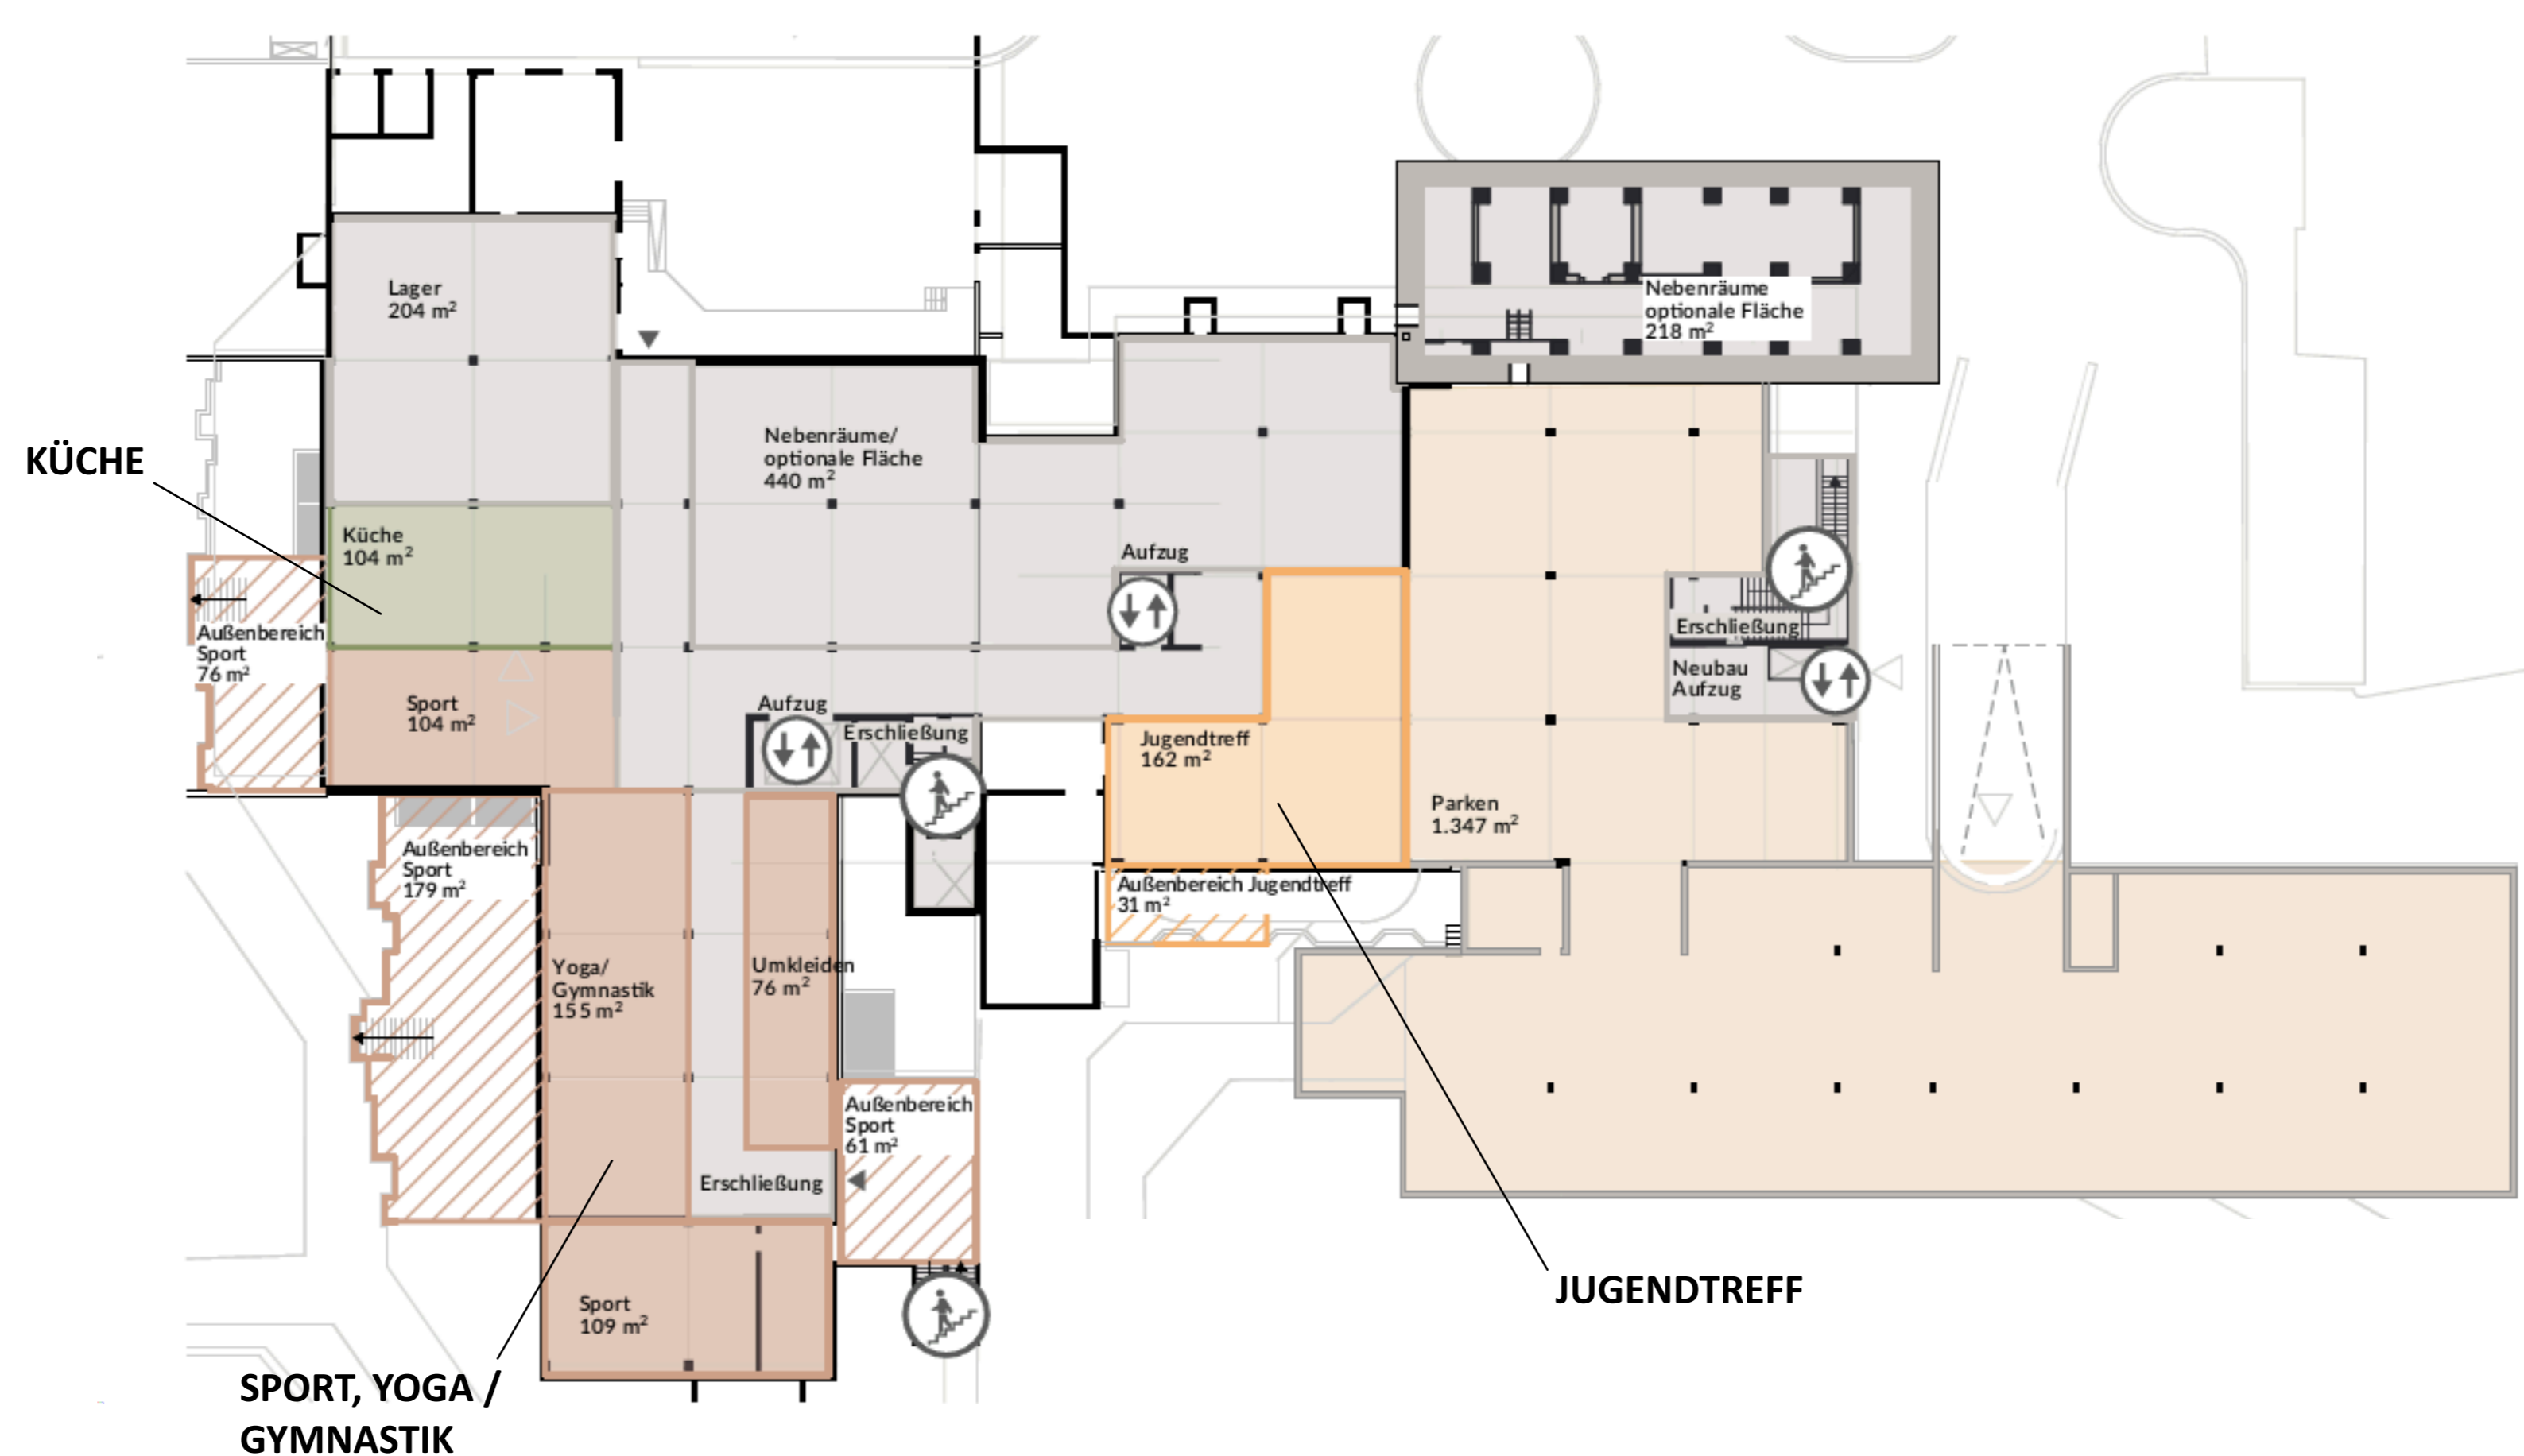 Lager
204 m²
Nebenräume
optionale Fläche
218 m²
KÜCHE
Nebenräume/
optionale Fläche
440 m²
Küche
104 m²
Aufzug
Außenbereich
Sport
76 m²
Erschließung
Neubau
Aufzug
Sport
104 m²
Aufzug
Erschließung
Jugendtreff
162 m²
Parken
1.347 m²
Außenbereich
Sport
179 m²
Außenbereich Jugendtreff
31 m²
Yoga/
Gymnastik
155 m²
Umkleiden
76 m²
Außenbereich
Sport
61 m²
Erschließung
Sport
109 m²
JUGENDTREFF
SPORT, YOGA /
GYMNASTIK